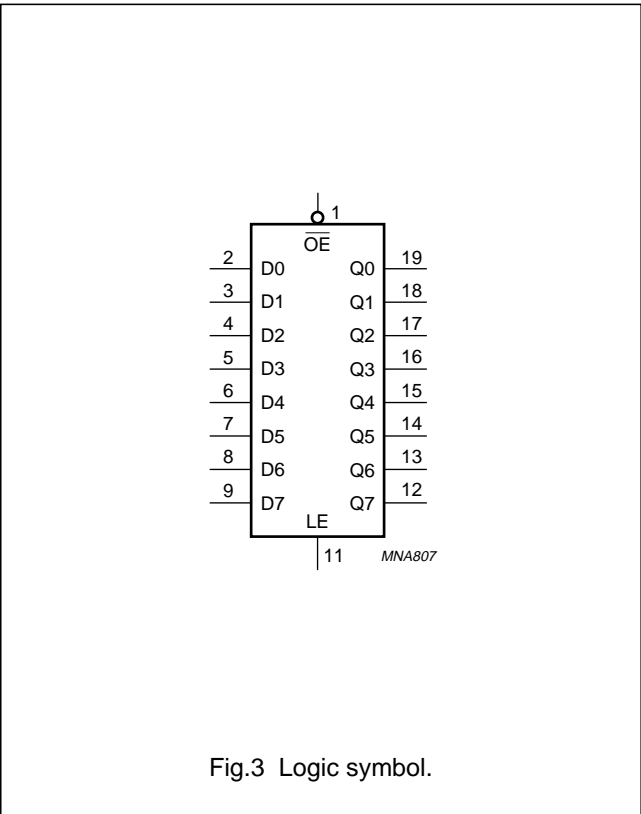 1
O̅E̅
2 D0 Q0 19
3 D1 Q1 18
4 D2 Q2 17
5 D3 Q3 16
6 D4 Q4 15
7 D5 Q5 14
8 D6 Q6 13
9 D7 Q7 12
LE
11 MNA807
Fig.3 Logic symbol.